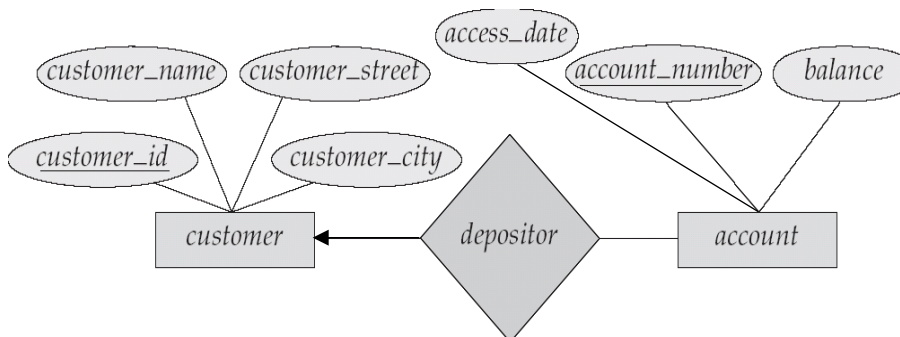 access_date
customer_name
customer_street
account_number
balance
customer_id
customer_city
customer
depositor
account